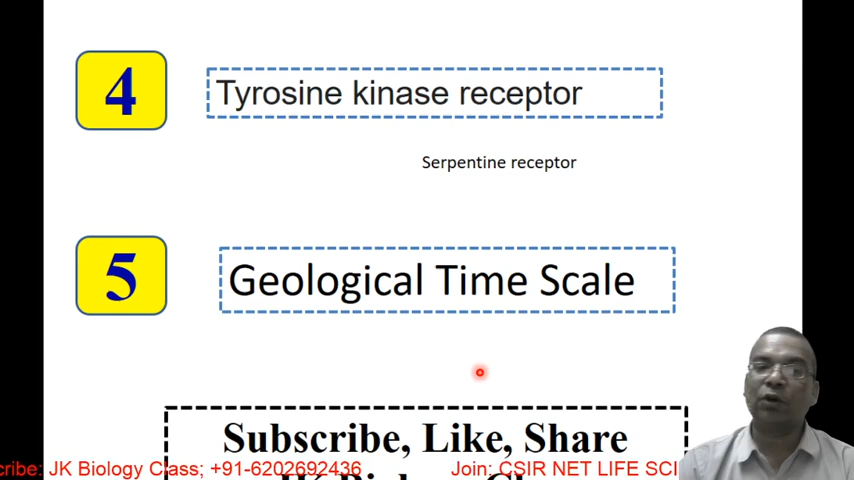 4
Tyrosine kinase receptor
Serpentine receptor
5
Geological Time Scale
Subscribe, Like, Share
cribe: JK Biology Class; +91-6202692436
Join: CSIR NET LIFE SCI